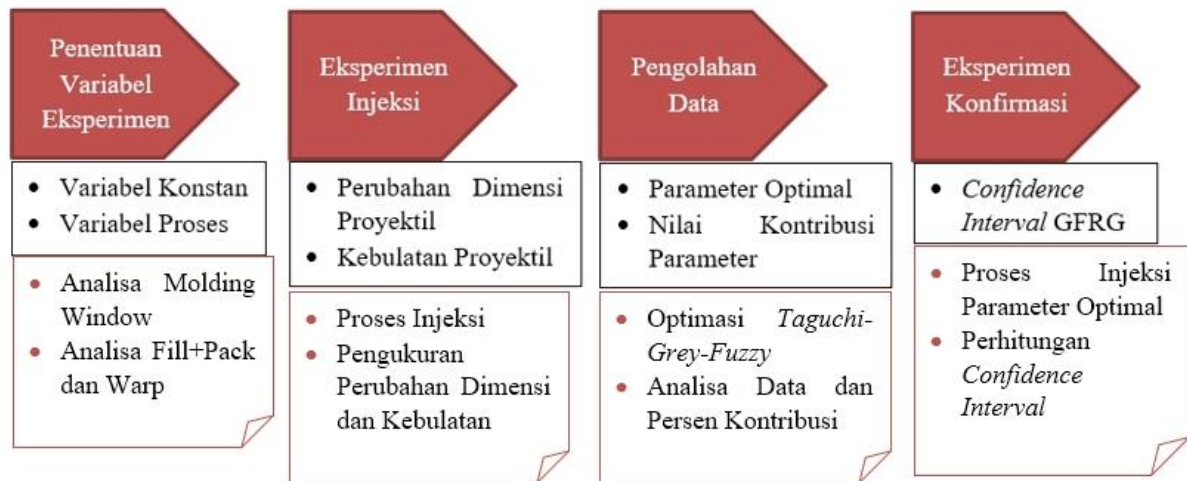 Penentuan
Variabel
Eksperimen
• Variabel Konstan
• Variabel Proses
• Analisa Molding
Window
• Analisa Fill+Pack
dan Warp
Eksperimen
Injeksi
• Perubahan Dimensi
Proyektil
• Kebulatan Proyektil
• Proses Injeksi
• Pengukuran
Perubahan Dimensi
dan Kebulatan
Pengolahan
Data
• Parameter Optimal
• Nilai Kontribusi
Parameter
• Optimasi Taguchi-
Grey-Fuzzy
• Analisa Data dan
Persen Kontribusi
Eksperimen
Konfirmasi
• Confidence
Interval GFRG
• Proses Injeksi
Parameter Optimal
• Perhitungan
Confidence
Interval